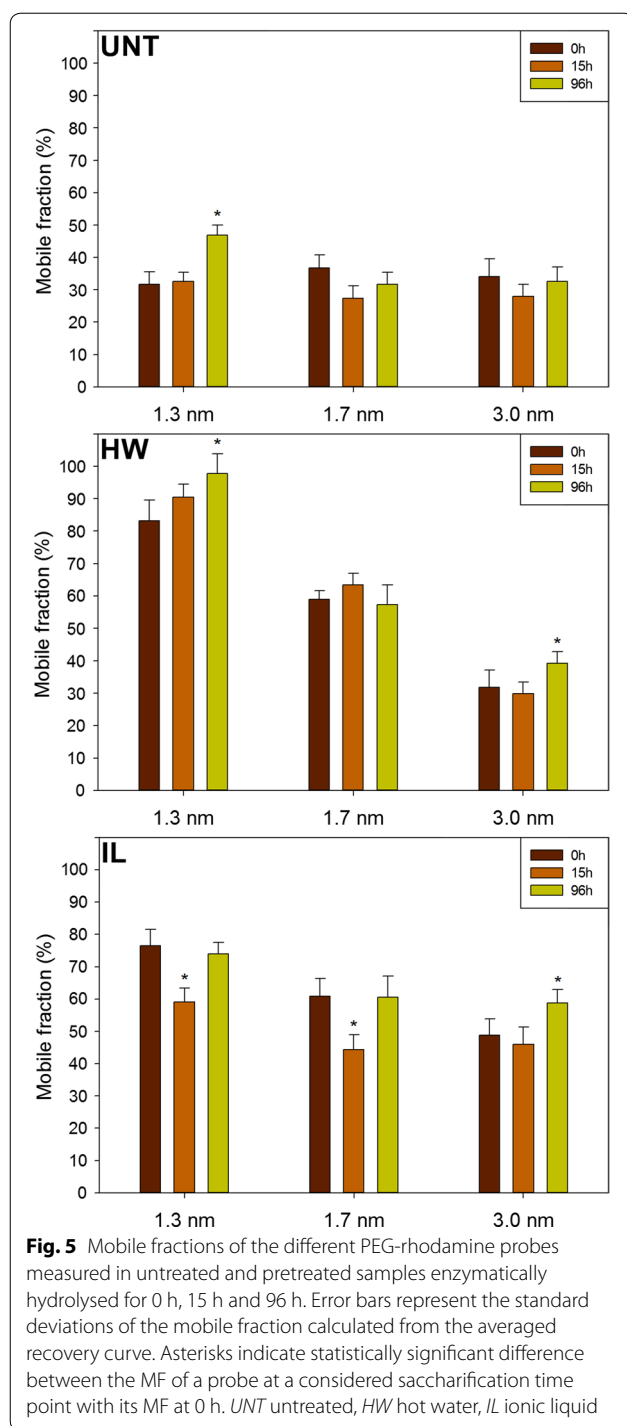 UNT
0h
15h
96h
Mobile fraction (%)
100
90
80
70
60
50
40
30
20
10
0
*
1.3 nm 1.7 nm 3.0 nm
HW
0h
15h
96h
Mobile fraction (%)
100
90
80
70
60
50
40
30
20
10
0
* *
1.3 nm 1.7 nm 3.0 nm
IL
0h
15h
96h
Mobile fraction (%)
100
90
80
70
60
50
40
30
20
10
0
* * *
1.3 nm 1.7 nm 3.0 nm
Fig. 5 Mobile fractions of the different PEG-rhodamine probes
measured in untreated and pretreated samples enzymatically
hydrolysed for 0 h, 15 h and 96 h. Error bars represent the standard
deviations of the mobile fraction calculated from the averaged
recovery curve. Asterisks indicate statistically significant difference
between the MF of a probe at a considered saccharification time
point with its MF at 0 h. UNT untreated, HW hot water, IL ionic liquid